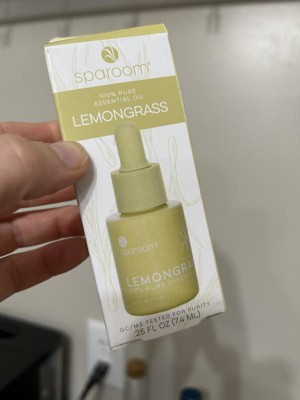 sparoom®
100% PURE
ESSENTIAL OIL
LEMONGRASS
sparoom
LEMONGRA
GC/MS TESTED FOR PURITY
.25 FL OZ (7.4 ML)